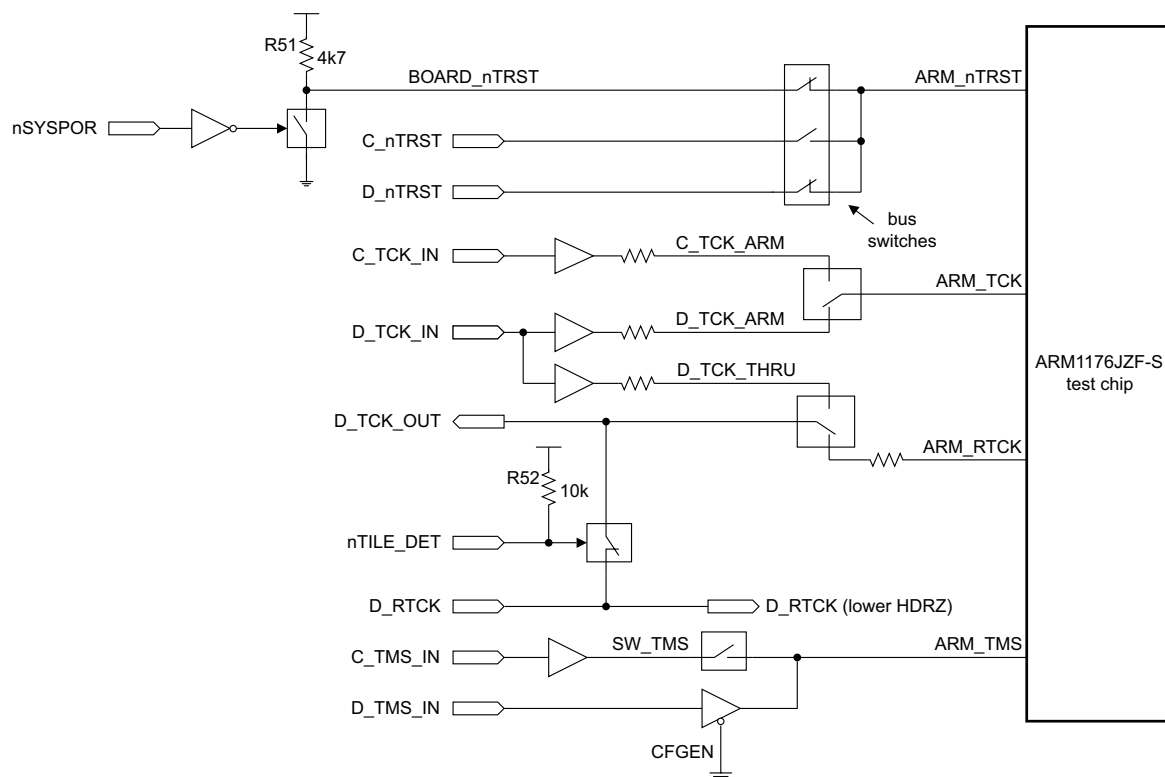 R51
4k7
BOARD_nTRST
ARM_nTRST
nSYSPOR
C_nTRST
D_nTRST
bus
switches
C_TCK_IN
C_TCK_ARM
ARM_TCK
D_TCK_IN
D_TCK_ARM
D_TCK_THRU
ARM1176JZF-S
test chip
D_TCK_OUT
ARM_RTCK
R52
10k
nTILE_DET
D_RTCK
D_RTCK (lower HDRZ)
C_TMS_IN
SW_TMS
ARM_TMS
D_TMS_IN
CFGEN